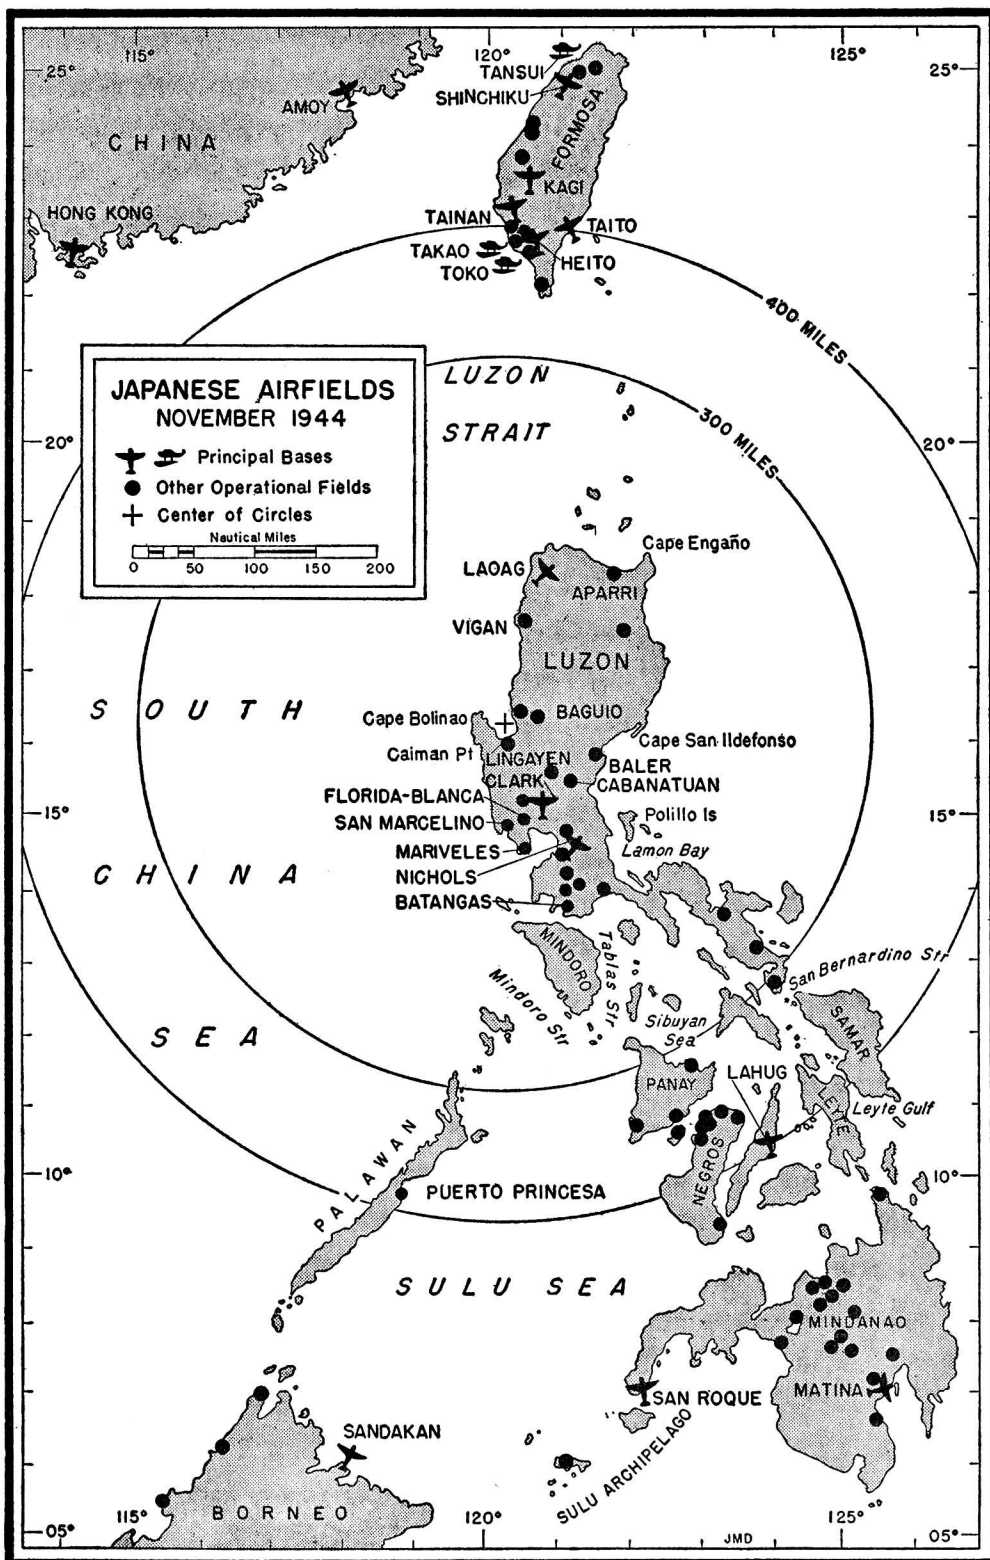 115°
120°
125°
25°
25°
TANSUI
SHINCHIKU
AMOY
CHINA
FORMOSA
KAGI
HONG KONG
TAINAN
TAITO
TAKAO
HEITO
TOKO
400 MILES
JAPANESE AIRFIELDS
NOVEMBER 1944
Principal Bases
Other Operational Fields
Center of Circles
Nautical Miles
0 50 100 150 200
LUZON
STRAIT
300 MILES
20°
20°
Cape Engaño
LAOAG
APARRI
VIGAN
LUZON
SOUTH
Cape Bolinao
BAGUIO
Caiman Pt
LINGAYEN
Cape San Ildefonso
BALER
CLARK
CABANATUAN
FLORIDA-BLANCA
15°
15°
SAN MARCELINO
Polillo Is
MARIVELES
Lamon Bay
NICHOLS
CHINA
BATANGAS
MINDORO
Tablas Str
San Bernardino Str
Mindoro Str
Sibuyan
Sea
SAMAR
SEA
LAHUG
PANAY
LEYTE
Leyte Gulf
NEGROS
10°
10°
PALAWAN
PUERTO PRINCESA
SULU SEA
MINDANAO
MATINA
SAN ROQUE
SANDAKAN
SULU ARCHIPELAGO
BORNEO
05°
115°
120°
125°
05°
JMD